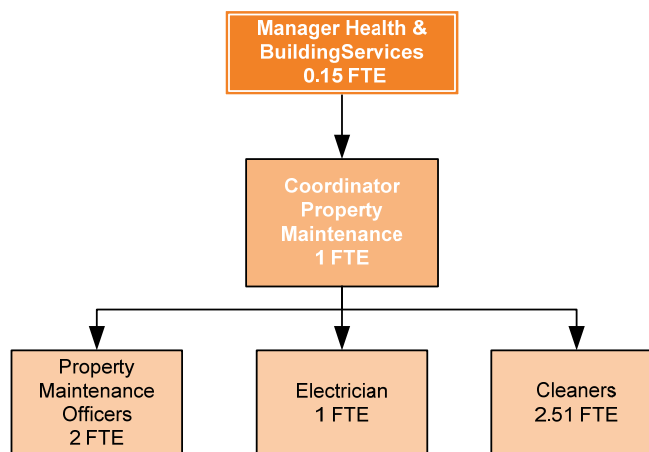 Manager Health &
BuildingServices
0.15 FTE
Coordinator
Property
Maintenance
1 FTE
Property
Maintenance
Officers
2 FTE
Electrician
1 FTE
Cleaners
2.51 FTE